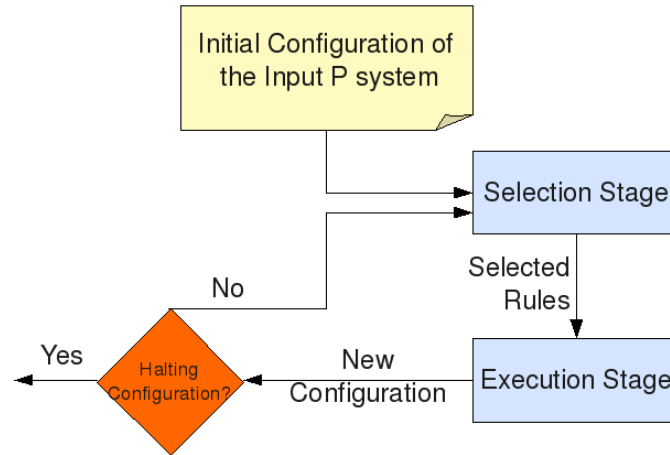 Initial Configuration of
the Input P system
Selection Stage
Selected
Rules
No
Yes
Halting
Configuration?
New
Configuration
Execution Stage